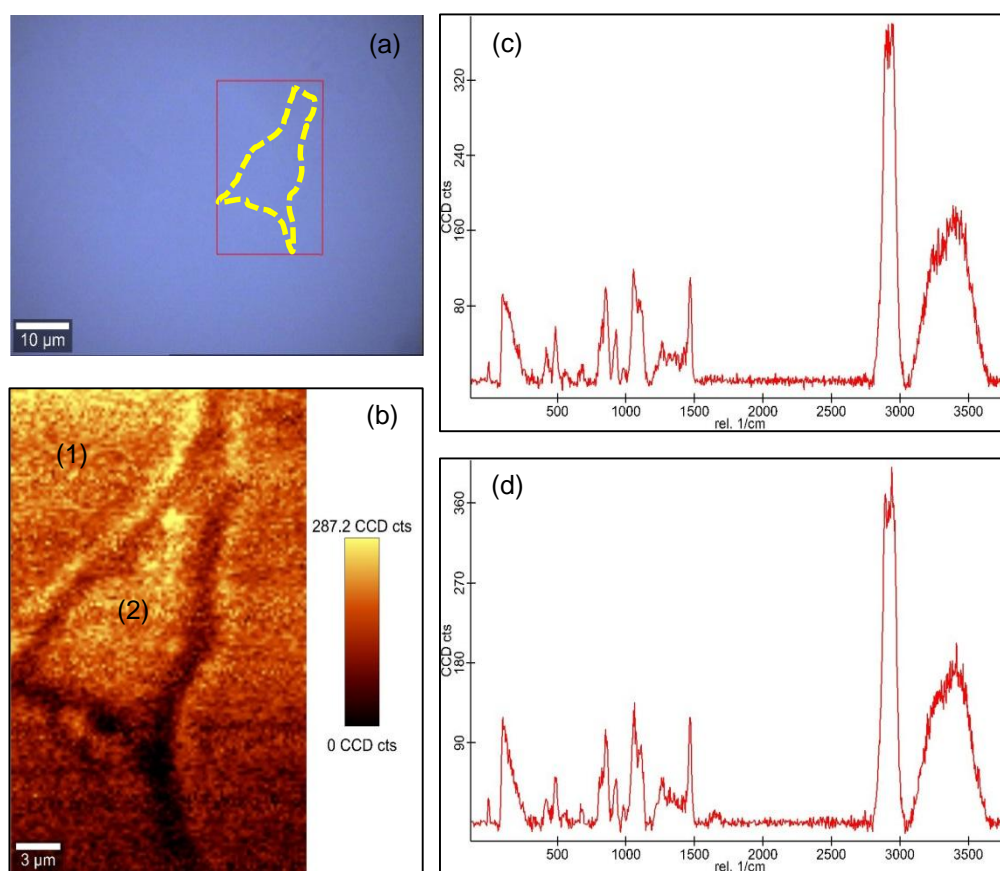 (a)
10 µm
(b)
(1)
(2)
287.2 CCD cts
0 CCD cts
3 µm
(c)
CCD cts
320
240
160
80
500 1000 1500 2000 2500 3000 3500
rel. 1/cm
(d)
CCD cts
360
270
180
90
500 1000 1500 2000 2500 3000 3500
rel. 1/cm